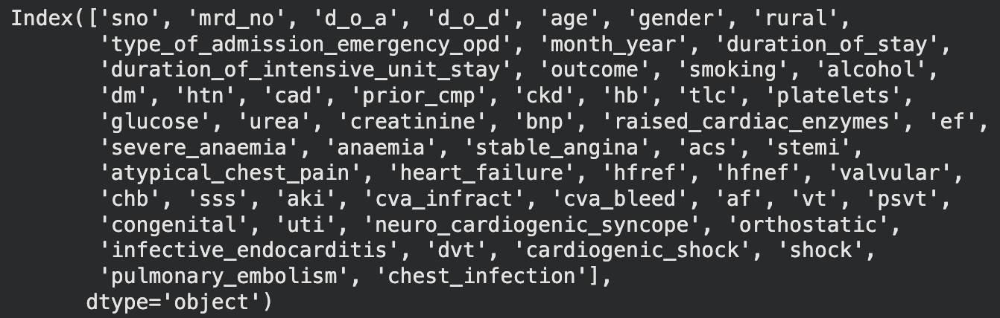 Index(['sno', 'mrd_no', 'd_o_a', 'd_o_d', 'age', 'gender', 'rural',
       'type_of_admission_emergency_opd', 'month_year', 'duration_of_stay',
       'duration_of_intensive_unit_stay', 'outcome', 'smoking', 'alcohol',
       'dm', 'htn', 'cad', 'prior_cmp', 'ckd', 'hb', 'tlc', 'platelets',
       'glucose', 'urea', 'creatinine', 'bnp', 'raised_cardiac_enzymes', 'ef',
       'severe_anaemia', 'anaemia', 'stable_angina', 'acs', 'stemi',
       'atypical_chest_pain', 'heart_failure', 'hfref', 'hfnef', 'valvular',
       'chb', 'sss', 'aki', 'cva_infract', 'cva_bleed', 'af', 'vt', 'psvt',
       'congenital', 'uti', 'neuro_cardiogenic_syncope', 'orthostatic',
       'infective_endocarditis', 'dvt', 'cardiogenic_shock', 'shock',
       'pulmonary_embolism', 'chest_infection'],
      dtype='object')